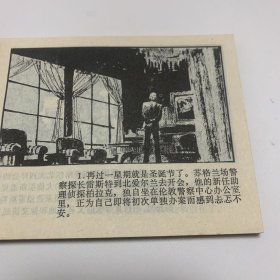 1.再过一星期就是圣诞节了。苏格兰场警
察探长雷斯特到北爱尔兰去开会，他的新任助
理侦探柏拉克，独自坐在伦敦警察中心办公室
里，正为自己即将初次单独办案而感到忐忑不
安。